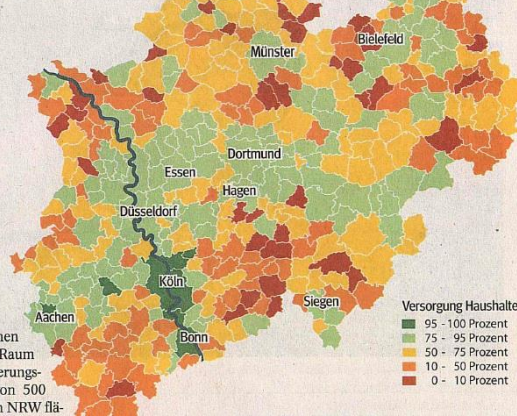 Bielefeld
Münster
Dortmund
Essen
Hagen
Düsseldorf
Köln
Siegen
Aachen
Bonn
Versorgung Haushalte
95 - 100 Prozent
75 - 95 Prozent
50 - 75 Prozent
10 - 50 Prozent
0 - 10 Prozent
Raum
500
NRW flä-